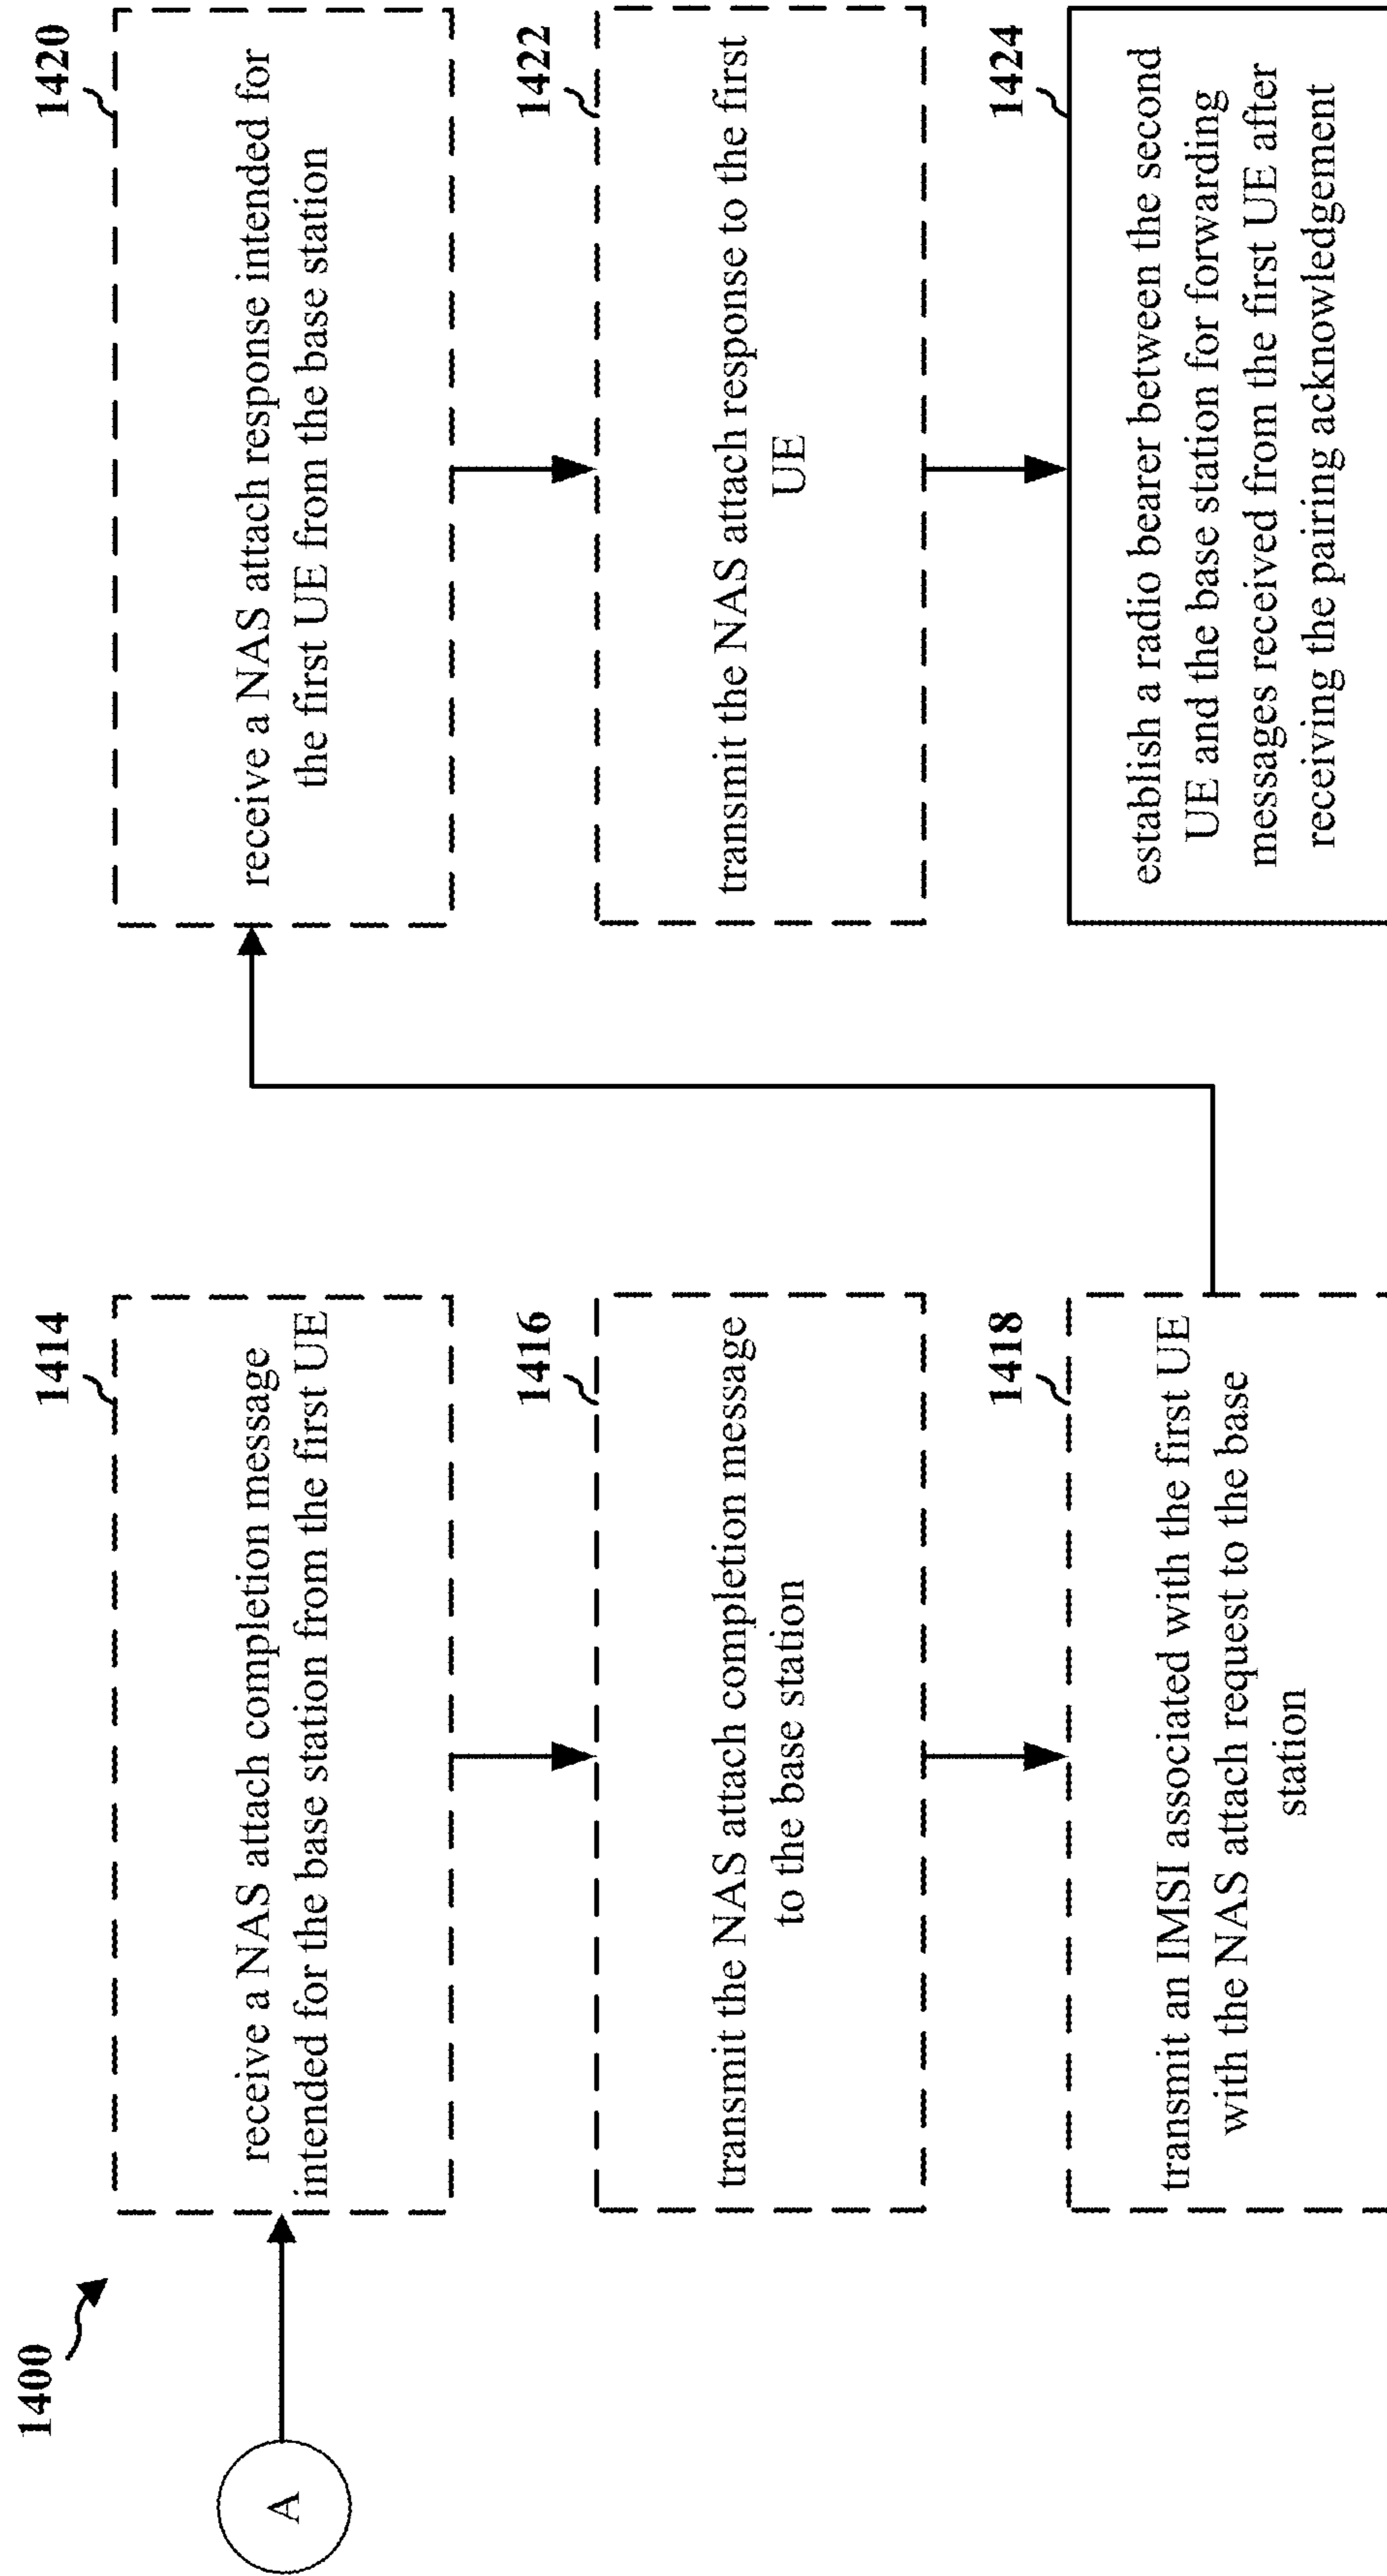 1400
A
1414
receive a NAS attach completion message
intended for the base station from the first UE
1416
transmit the NAS attach completion message
to the base station
1418
transmit an IMSI associated with the first UE
with the NAS attach request to the base
station
1420
receive a NAS attach response intended for
the first UE from the base station
1422
transmit the NAS attach response to the first
UE
1424
establish a radio bearer between the second
UE and the base station for forwarding
messages received from the first UE after
receiving the pairing acknowledgement